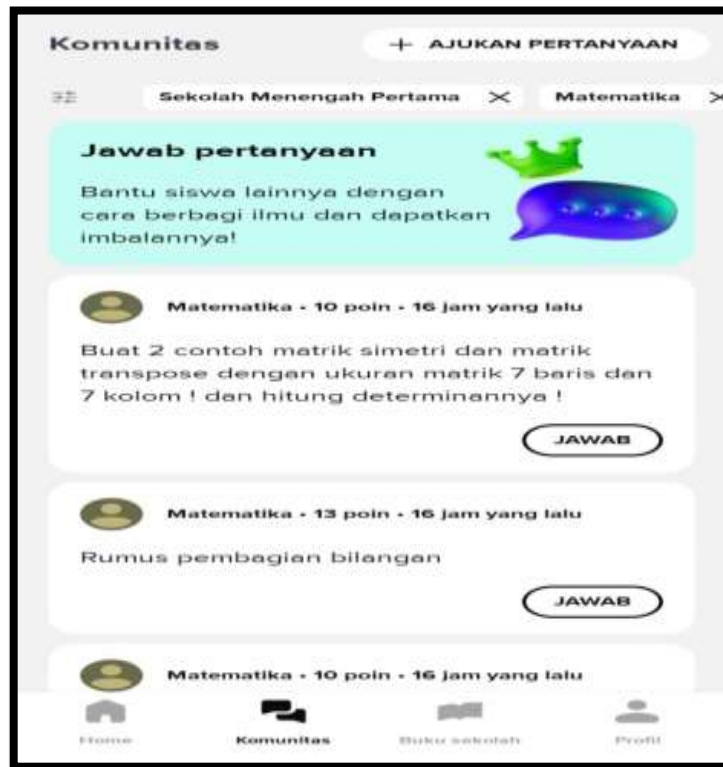 Komunitas
+ AJUKAN PERTANYAAN
Sekolah Menengah Pertama ×
Matematika ×
Jawab pertanyaan
Bantu siswa lainnya dengan
cara berbagi ilmu dan dapatkan
imbalannya!
Matematika • 10 poin • 16 jam yang lalu
Buat 2 contoh matrik simetri dan matrik
transpose dengan ukuran matrik 7 baris dan
7 kolom ! dan hitung determinannya !
JAWAB
Matematika • 13 poin • 16 jam yang lalu
Rumus pembagian bilangan
JAWAB
Matematika • 10 poin • 16 jam yang lalu
Home
Komunitas
Buku sekolah
Profil